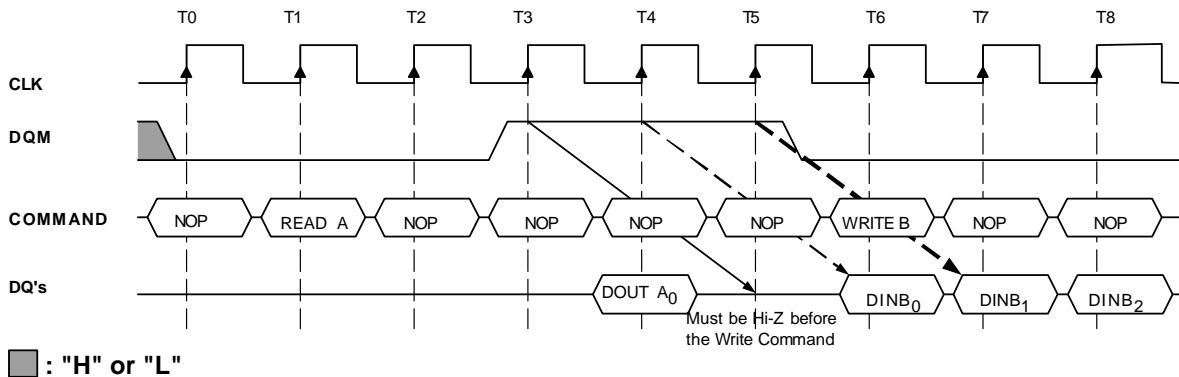 T0 T1 T2 T3 T4 T5 T6 T7 T8
CLK
DQM
COMMAND NOP READ A NOP NOP NOP NOP WRITE B NOP NOP
DQ's DOUT A0 DINB0 DINB1 DINB2
Must be Hi-Z before
the Write Command
: "H" or "L"